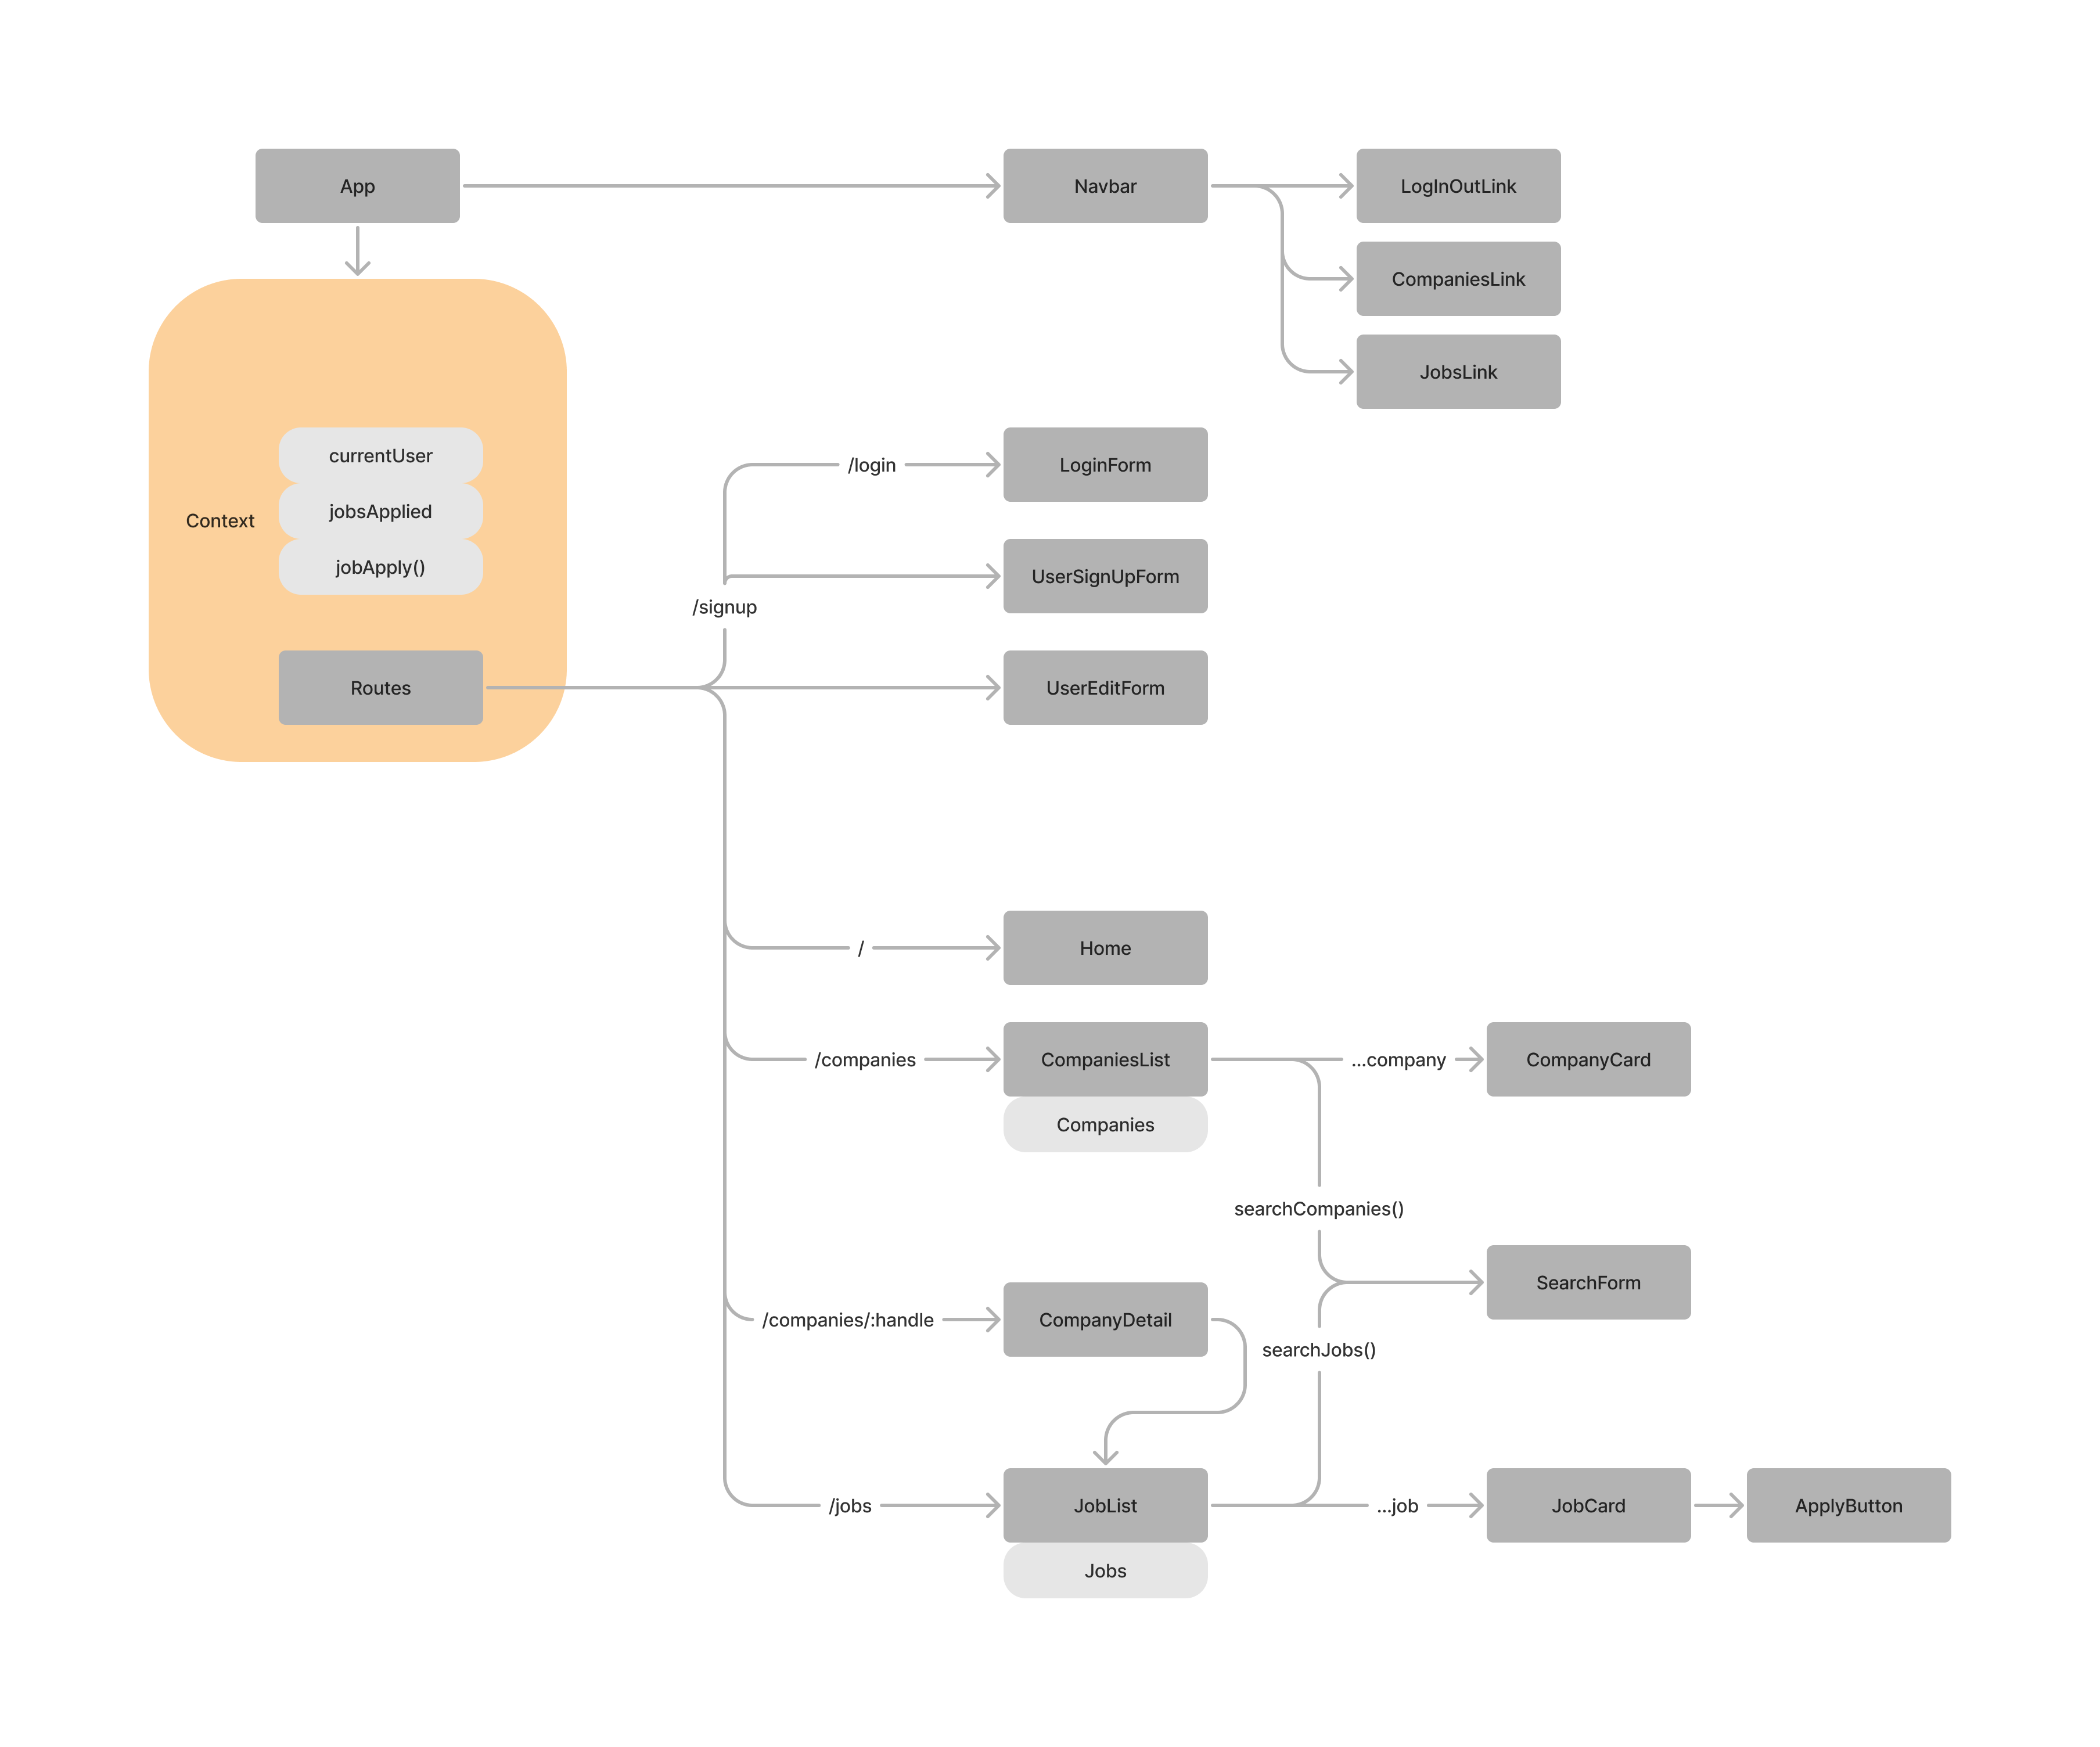 App
Navbar
LogInOutLink
CompaniesLink
JobsLink
Context
currentUser
jobsApplied
jobApply()
Routes
/login
LoginForm
/signup
UserSignUpForm
UserEditForm
/
Home
/companies
CompaniesList
Companies
...company
CompanyCard
searchCompanies()
SearchForm
/companies/:handle
CompanyDetail
searchJobs()
/jobs
JobList
Jobs
...job
JobCard
ApplyButton